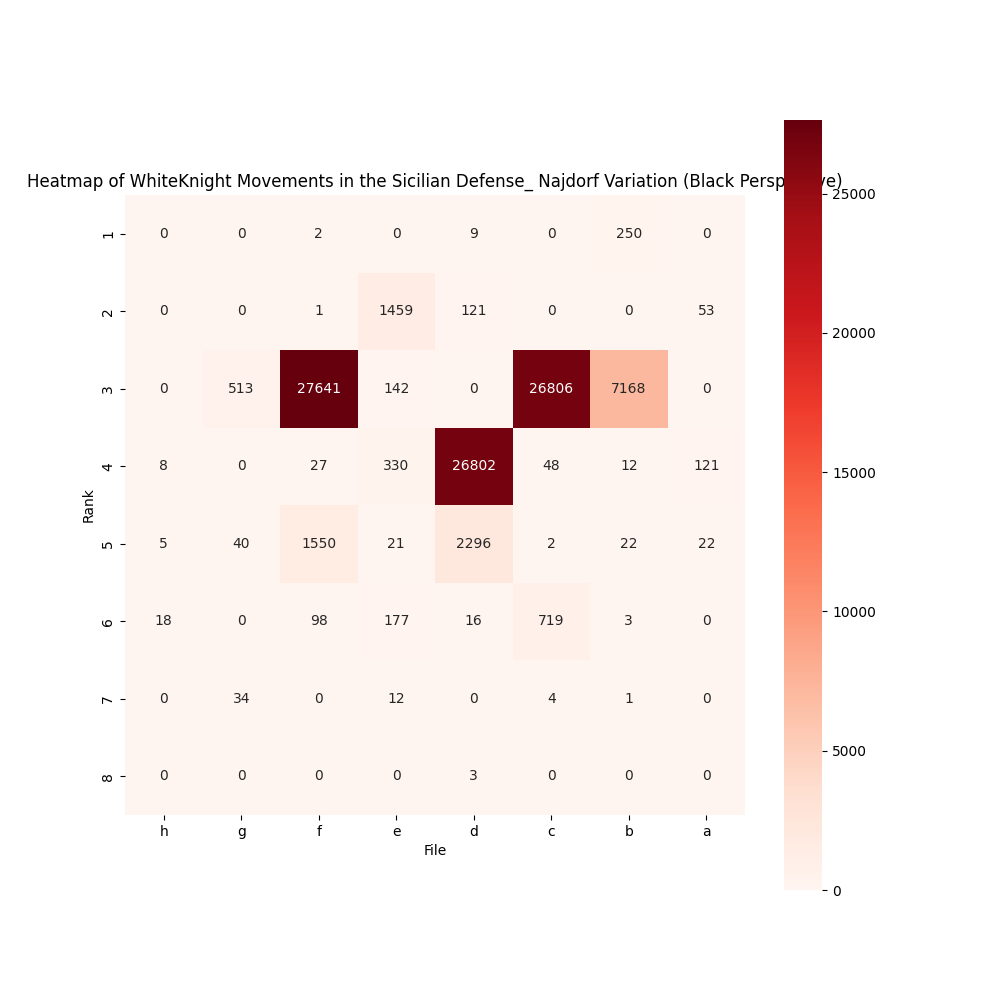 Heatmap of WhiteKnight Movements in the Sicilian Defense_ Najdorf Variation (Black Persp ve)
25000
1 0 0 2 0 9 0 250 0
2 0 0 1 1459 121 0 0 53
20000
3 0 513 27641 142 0 26806 7168 0
15000
4 8 0 27 330 26802 48 12 121
Rank
5 5 40 1550 21 2296 2 22 22
10000
6 18 0 98 177 16 719 3 0
7 0 34 0 12 0 4 1 0
5000
8 0 0 0 0 3 0 0 0
h g f e d c b a
File
0